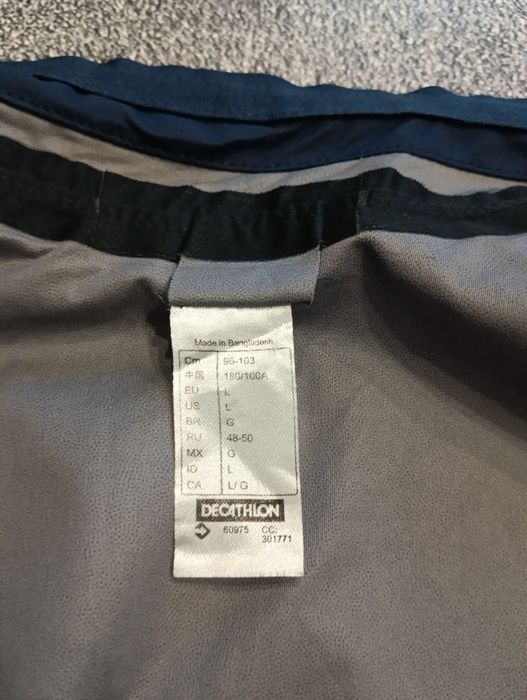 Made in Bangladesh
Cm 96-103
中国 180/100A
EU L
US L
BR G
RU 48-50
MX G
ID L
CA L/ G
DECATHLON
60975 CC:
301771